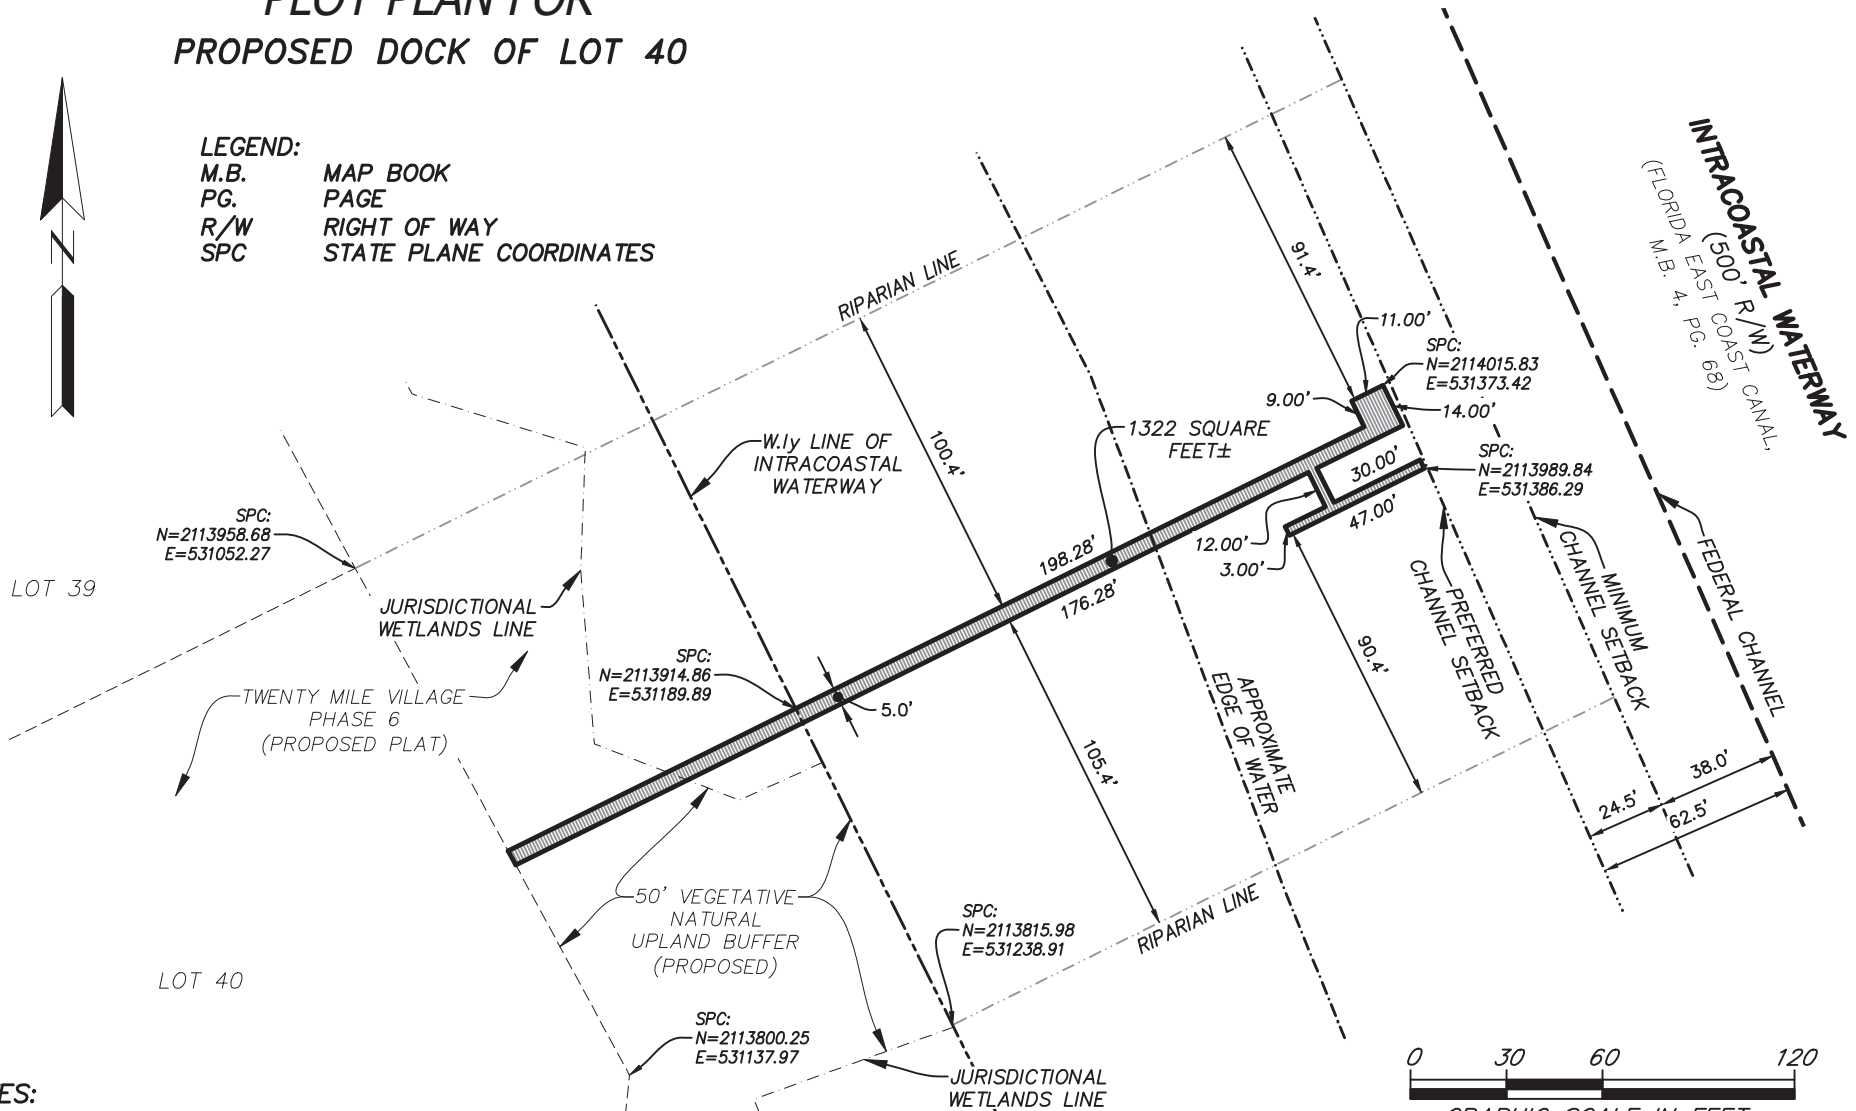 PLOT PLAN FOR
PROPOSED DOCK OF LOT 40
N
LEGEND:
M.B. MAP BOOK
PG. PAGE
R/W RIGHT OF WAY
SPC STATE PLANE COORDINATES
INTRACOASTAL WATERWAY
(500' R/W)
(FLORIDA EAST COAST CANAL,
M.B. 4, PG. 68)
RIPARIAN LINE
91.4'
11.00'
SPC:
N=2114015.83
E=531373.42
9.00'
14.00'
1322 SQUARE
FEET±
100.4'
W.ly LINE OF
INTRACOASTAL
WATERWAY
30.00'
SPC:
N=2113989.84
E=531386.29
47.00'
SPC:
N=2113958.68
E=531052.27
12.00'
3.00'
198.28'
176.28'
LOT 39
JURISDICTIONAL
WETLANDS LINE
PREFERRED
CHANNEL SETBACK
MINIMUM
CHANNEL SETBACK
FEDERAL CHANNEL
90.4'
SPC:
N=2113914.86
E=531189.89
5.0'
TWENTY MILE VILLAGE
PHASE 6
(PROPOSED PLAT)
APPROXIMATE
EDGE OF WATER
105.4'
38.0'
24.5'
62.5'
50' VEGETATIVE
NATURAL
UPLAND BUFFER
(PROPOSED)
RIPARIAN LINE
SPC:
N=2113815.98
E=531238.91
LOT 40
SPC:
N=2113800.25
E=531137.97
JURISDICTIONAL
WETLANDS LINE
0 30 60 120
GRAPHIC SCALE IN FEET
ES: